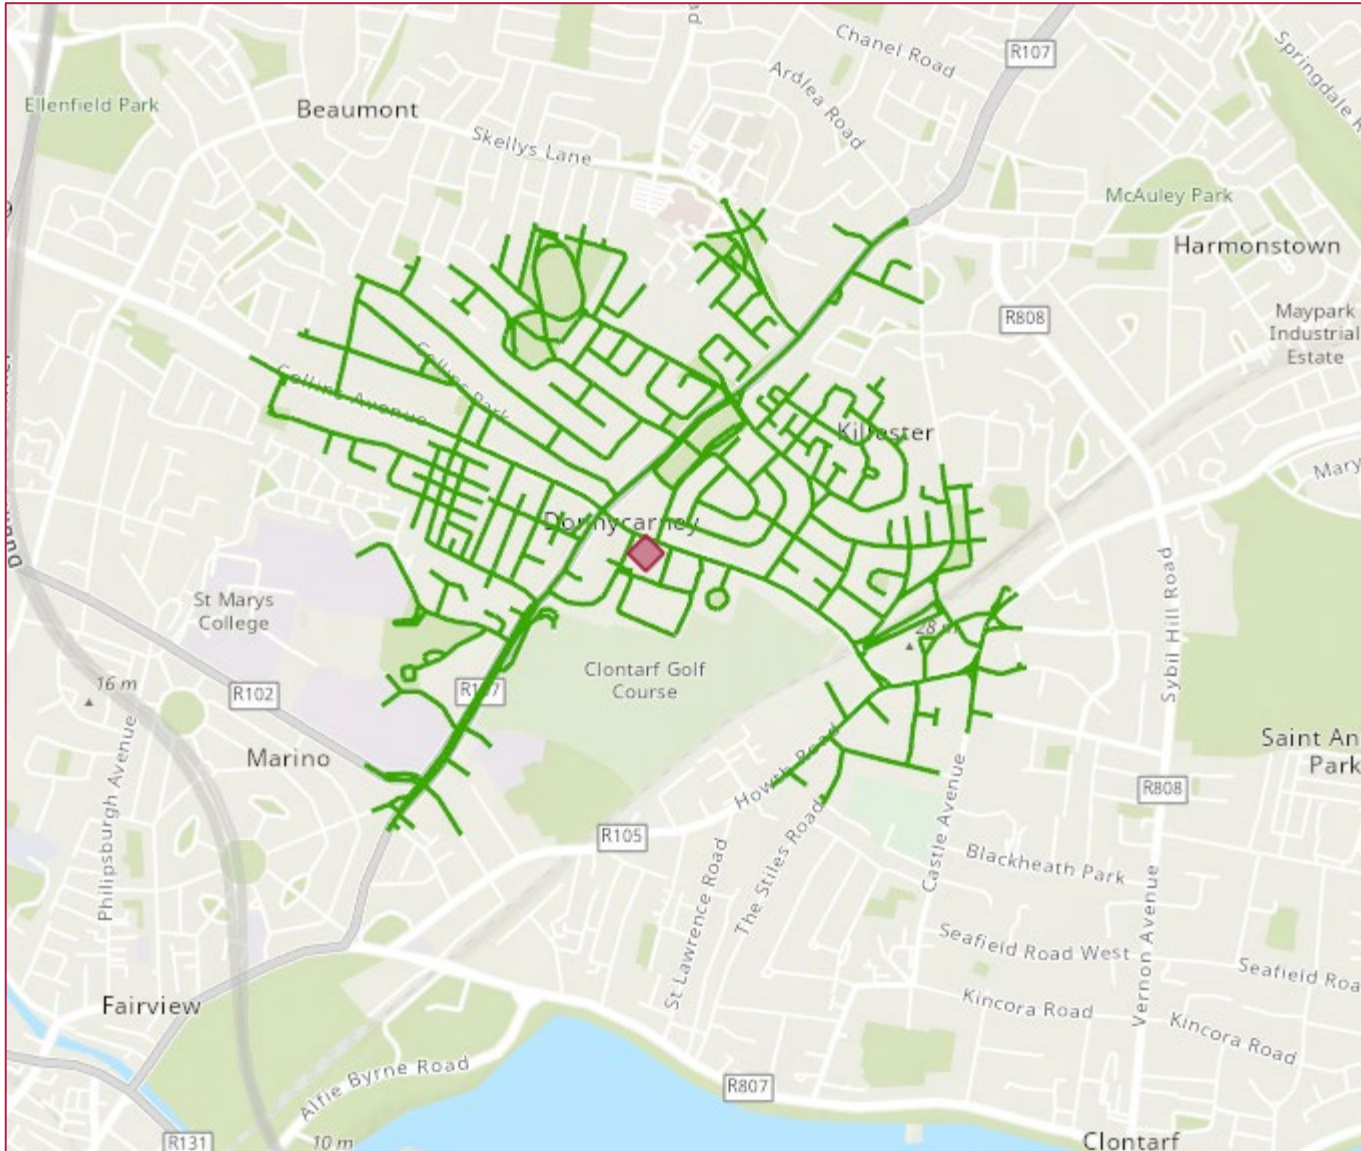 R107
Chanel Road
Springdale R
Ardlea Road
Ellenfield Park
Beaumont
Skellys Lane
McAuley Park
Harmonstown
R808
Maypark
Industrial
Estate
Collins Avenue
Collins Park
Killester
Mary
Donnycarney
St Marys
College
Sybil Hill Road
28 m
Clontarf Golf
Course
16 m
R102
R107
Philipsburgh Avenue
Marino
Howth Road
Saint An
Park
R808
R105
Castle Avenue
The Stiles Road
St Lawrence Road
Blackheath Park
Vernon Avenue
Seafield Road West
Seafield Roa
Fairview
Kincora Road
Kincora Road
Alfie Byrne Road
R807
R131
10 m
Clontarf